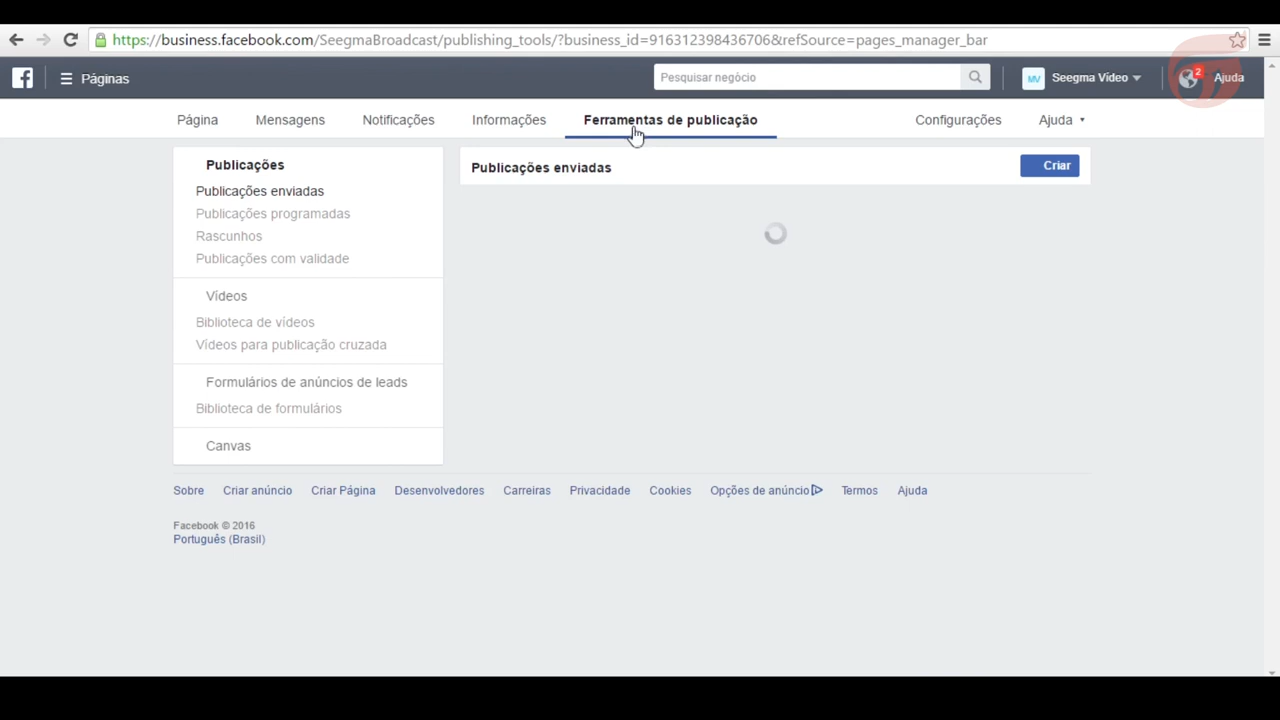 https://business.facebook.com/SeegmaBroadcast/publishing_tools/?business_id=916312398436706&refSource=pages_manager_bar
Páginas
Pesquisar negócio
MV
Seegma Vídeo
2
Ajuda
Página
Mensagens
Notificações
Informações
Ferramentas de publicação
Configurações
Ajuda
Publicações
Publicações enviadas
Publicações programadas
Rascunhos
Publicações com validade
Vídeos
Biblioteca de vídeos
Vídeos para publicação cruzada
Formulários de anúncios de leads
Biblioteca de formulários
Canvas
Publicações enviadas
Criar
Sobre
Criar anúncio
Criar Página
Desenvolvedores
Carreiras
Privacidade
Cookies
Opções de anúncio
Termos
Ajuda
Facebook © 2016
Português (Brasil)